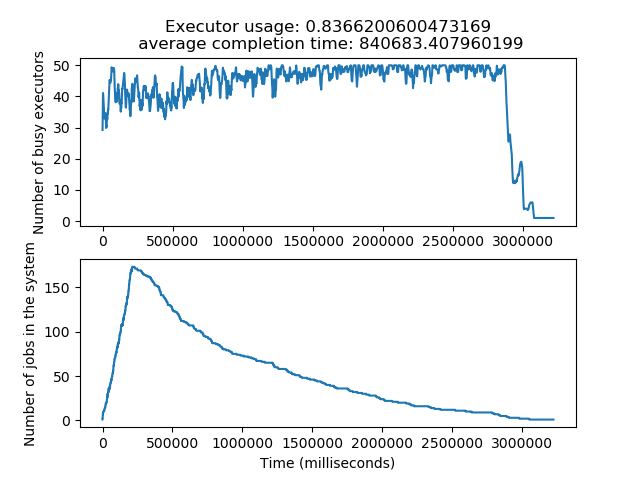 Executor usage: 0.8366200600473169
average completion time: 840683.407960199
Number of busy executors
50
40
30
20
10
0
0 500000 1000000 1500000 2000000 2500000 3000000
Number of jobs in the system
150
100
50
0
0 500000 1000000 1500000 2000000 2500000 3000000
Time (milliseconds)